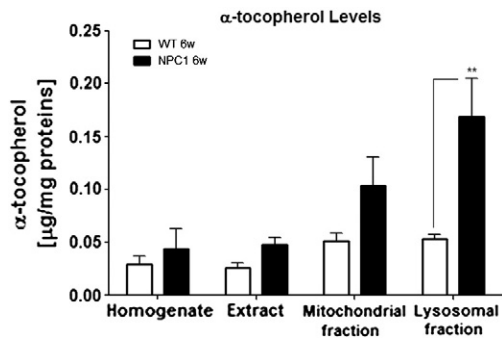 α-tocopherol Levels
α-tocopherol
[µg/mg proteins]
0.25
0.20
0.15
0.10
0.05
0.00
WT 6w
NPC1 6w
**
Homogenate
Extract
Mitochondrial
fraction
Lysosomal
fraction